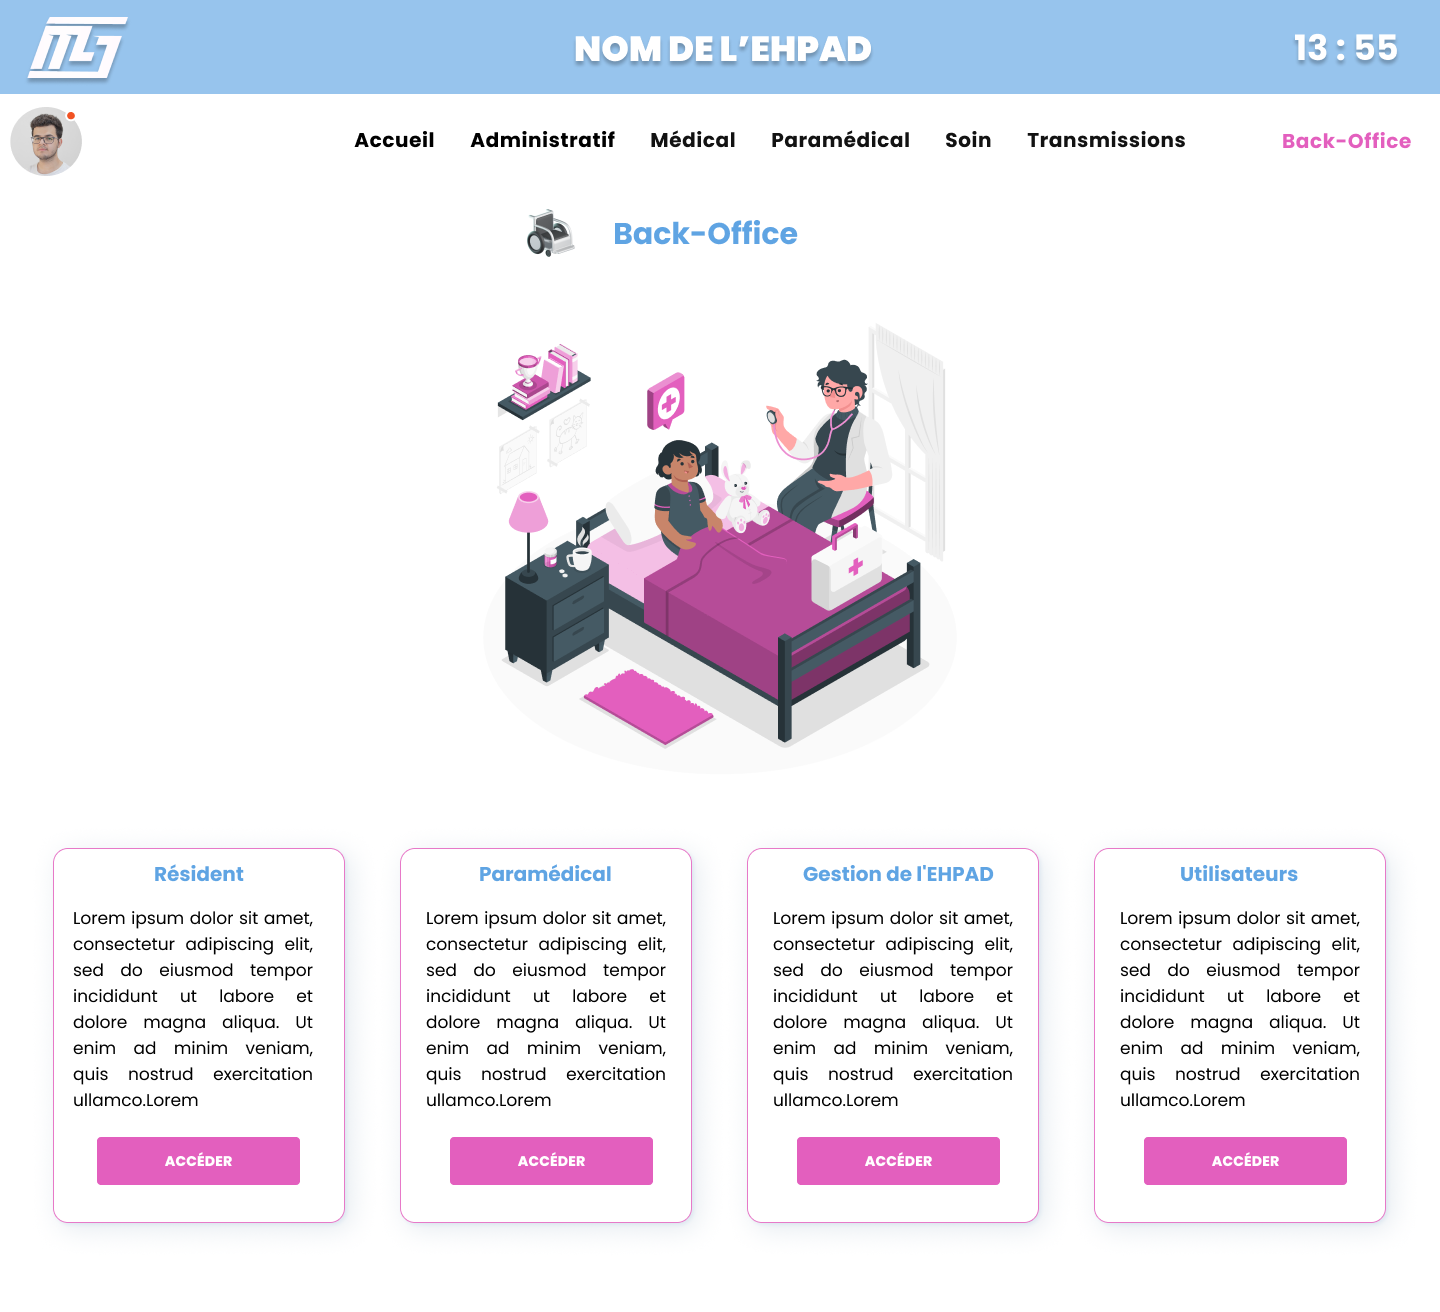 NOM DE L’EHPAD
13 : 55
Accueil Administratif Médical Paramédical Soin Transmissions Back-Office
Back-Office
Résident
Lorem ipsum dolor sit amet,
consectetur adipiscing elit,
sed do eiusmod tempor
incididunt ut labore et
dolore magna aliqua. Ut
enim ad minim veniam,
quis nostrud exercitation
ullamco.Lorem
ACCÉDER
Paramédical
Lorem ipsum dolor sit amet,
consectetur adipiscing elit,
sed do eiusmod tempor
incididunt ut labore et
dolore magna aliqua. Ut
enim ad minim veniam,
quis nostrud exercitation
ullamco.Lorem
ACCÉDER
Gestion de l'EHPAD
Lorem ipsum dolor sit amet,
consectetur adipiscing elit,
sed do eiusmod tempor
incididunt ut labore et
dolore magna aliqua. Ut
enim ad minim veniam,
quis nostrud exercitation
ullamco.Lorem
ACCÉDER
Utilisateurs
Lorem ipsum dolor sit amet,
consectetur adipiscing elit,
sed do eiusmod tempor
incididunt ut labore et
dolore magna aliqua. Ut
enim ad minim veniam,
quis nostrud exercitation
ullamco.Lorem
ACCÉDER